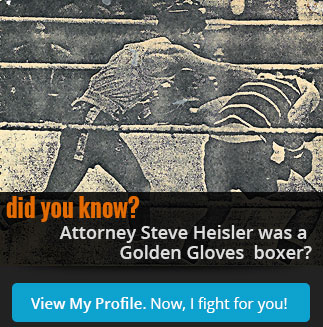 did you know?
Attorney Steve Heisler was a
Golden Gloves boxer?
View My Profile. Now, I fight for you!